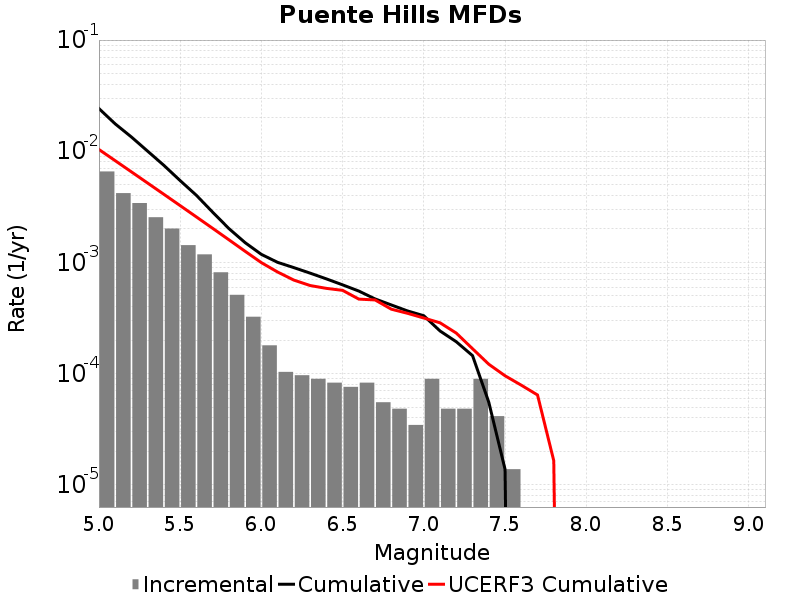 Puente Hills MFDs
10-1
10-2
10-3
10-4
10-5
Rate (1/yr)
5.0 5.5 6.0 6.5 7.0 7.5 8.0 8.5 9.0
Magnitude
Incremental Cumulative UCERF3 Cumulative